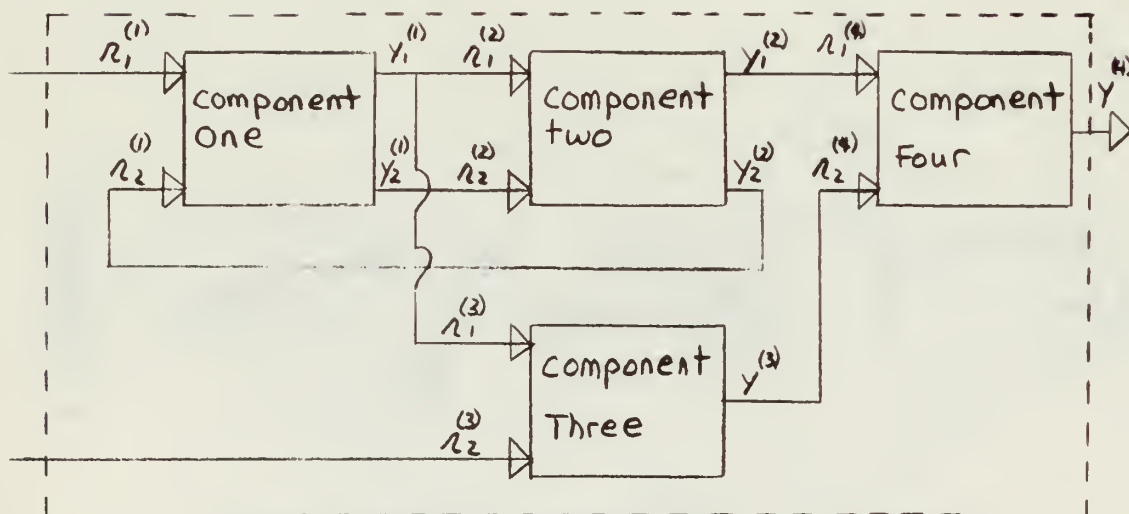 r₁⁽¹⁾ y₁⁽¹⁾ r₁⁽²⁾ y₁⁽²⁾ r₁⁽⁴⁾
Component One
Component two
Component Four
y⁽⁴⁾
r₂⁽¹⁾ y₂⁽¹⁾ r₂⁽²⁾ y₂⁽²⁾ r₂⁽⁴⁾
r₁⁽³⁾
Component Three
y⁽³⁾
r₂⁽³⁾